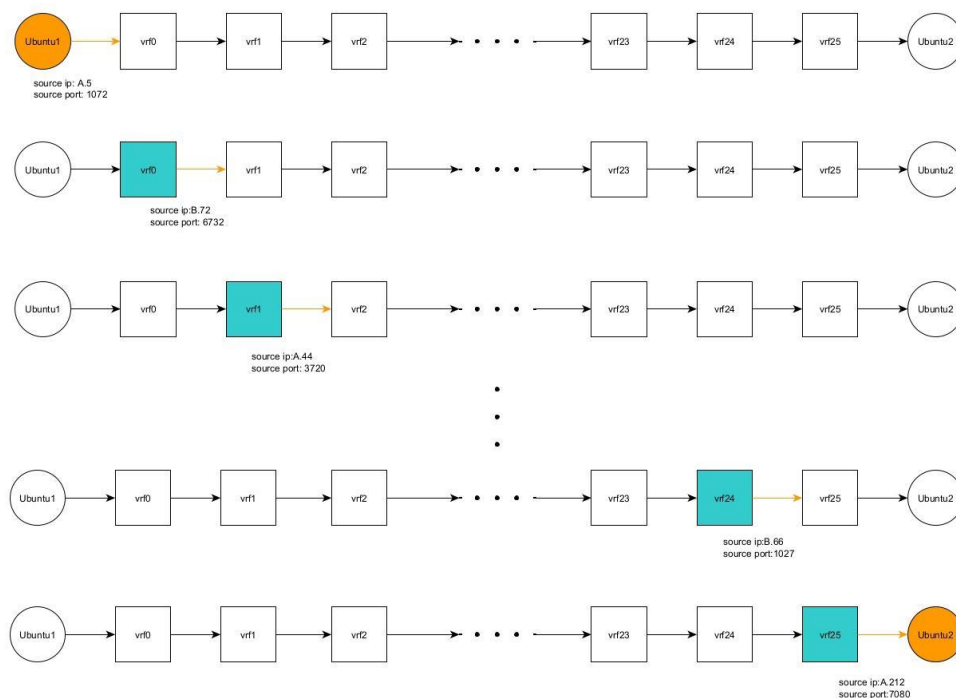 Ubuntu1 vrf0 vrf1 vrf2 vrf23 vrf24 vrf25 Ubuntu2
source ip: A.5
source port: 1072
Ubuntu1 vrf0 vrf1 vrf2 vrf23 vrf24 vrf25 Ubuntu2
source ip:B.72
source port: 6732
Ubuntu1 vrf0 vrf1 vrf2 vrf23 vrf24 vrf25 Ubuntu2
source ip:A.44
source port: 3720
Ubuntu1 vrf0 vrf1 vrf2 vrf23 vrf24 vrf25 Ubuntu2
source ip:B.66
source port:1027
Ubuntu1 vrf0 vrf1 vrf2 vrf23 vrf24 vrf25 Ubuntu2
source ip:A.212
source port:7080